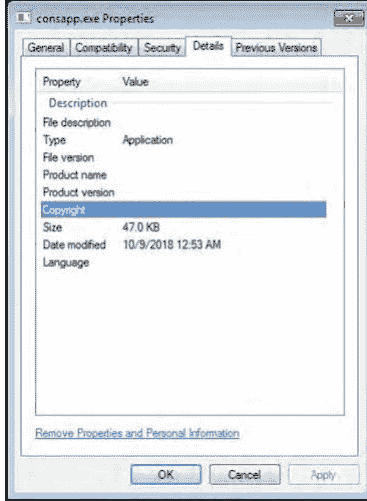 consapp.exe Properties
General Compatibility Security Details Previous Versions
Property Value
Description
File description
Type Application
File version
Product name
Product version
Copyright
Size 47.0 KB
Date modified 10/9/2018 12:53 AM
Language
Remove Properties and Personal Information
OK Cancel Apply